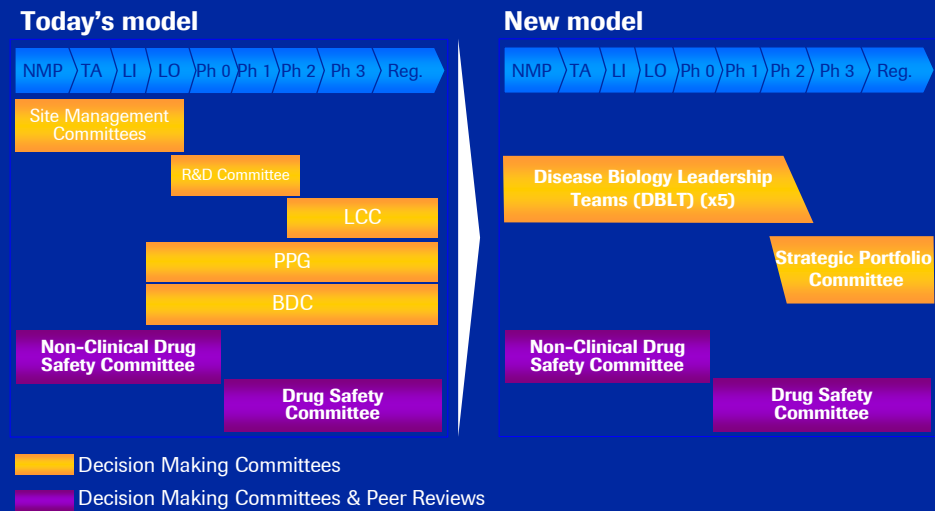 Today's model
NMP TA LI LO Ph 0 Ph 1 Ph 2 Ph 3 Reg.
Site Management
Committees
R&D Committee
LCC
PPG
BDC
Non-Clinical Drug
Safety Committee
Drug Safety
Committee
New model
NMP TA LI LO Ph 0 Ph 1 Ph 2 Ph 3 Reg.
Disease Biology Leadership
Teams (DBLT) (x5)
Strategic Portfolio
Committee
Non-Clinical Drug
Safety Committee
Drug Safety
Committee
Decision Making Committees
Decision Making Committees & Peer Reviews